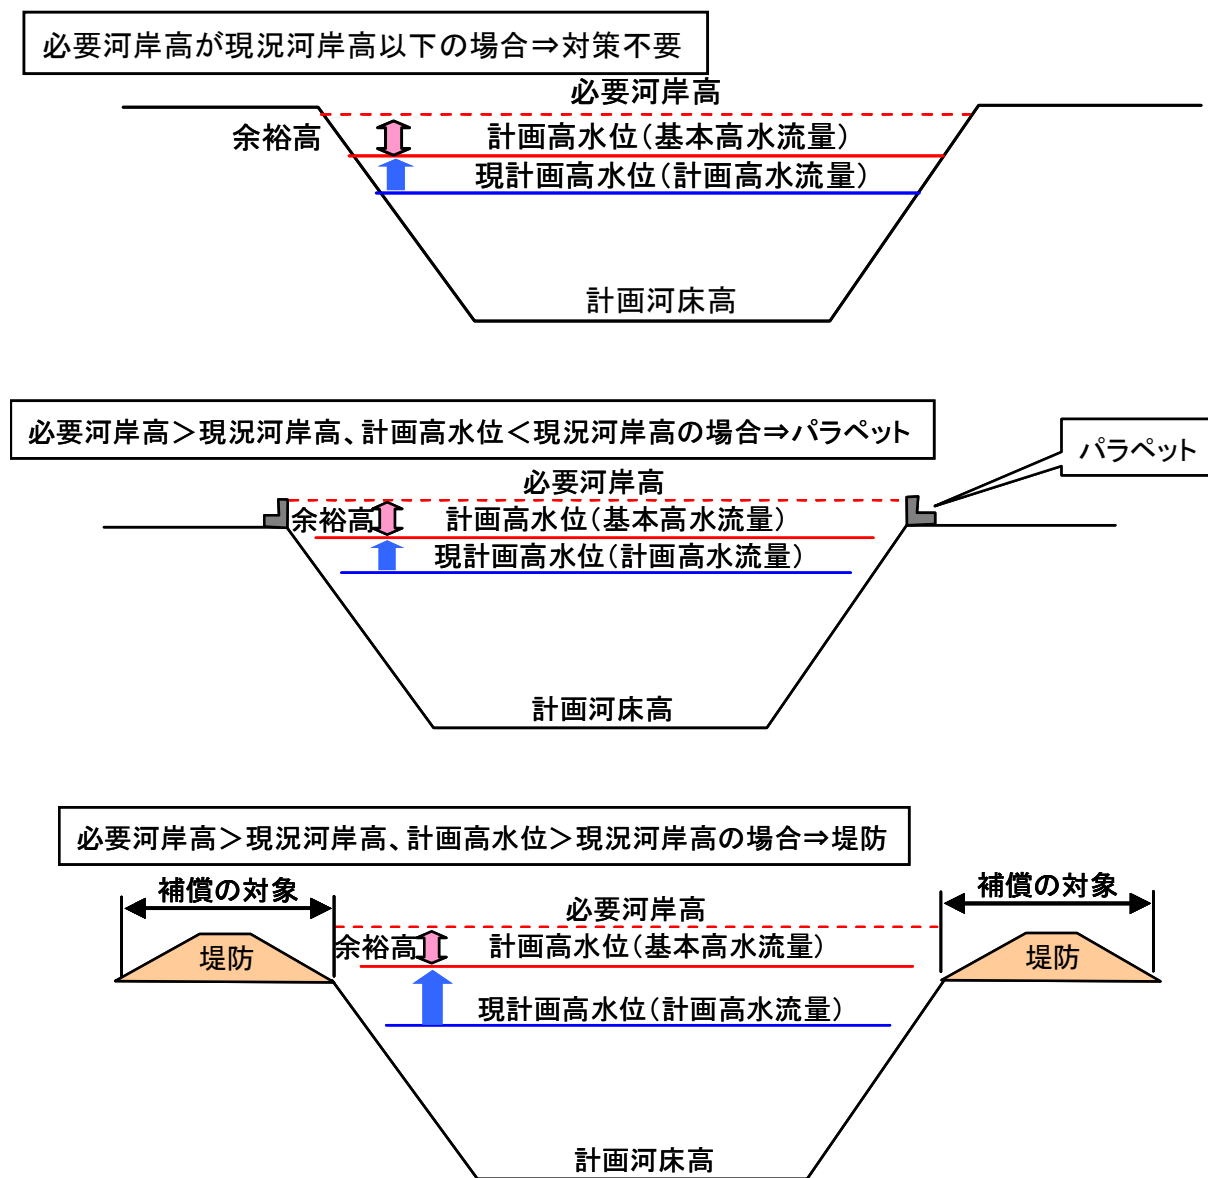 必要河岸高が現況河岸高以下の場合⇒対策不要
必要河岸高
余裕高
計画高水位（基本高水流量）
現計画高水位（計画高水流量）
計画河床高
必要河岸高＞現況河岸高、計画高水位＜現況河岸高の場合⇒パラペット
パラペット
必要河岸高
余裕高
計画高水位（基本高水流量）
現計画高水位（計画高水流量）
計画河床高
必要河岸高＞現況河岸高、計画高水位＞現況河岸高の場合⇒堤防
補償の対象
補償の対象
必要河岸高
余裕高
計画高水位（基本高水流量）
堤防
堤防
現計画高水位（計画高水流量）
計画河床高